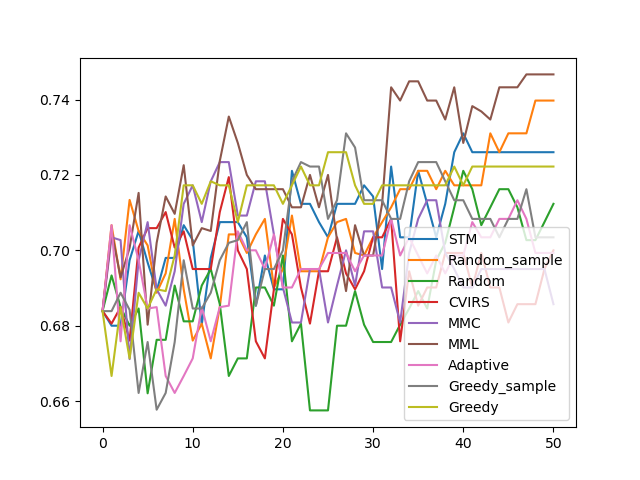 0.74
0.72
0.70
0.68
0.66
0
10
20
30
40
50
STM
Random_sample
Random
CVIRS
MMC
MML
Adaptive
Greedy_sample
Greedy